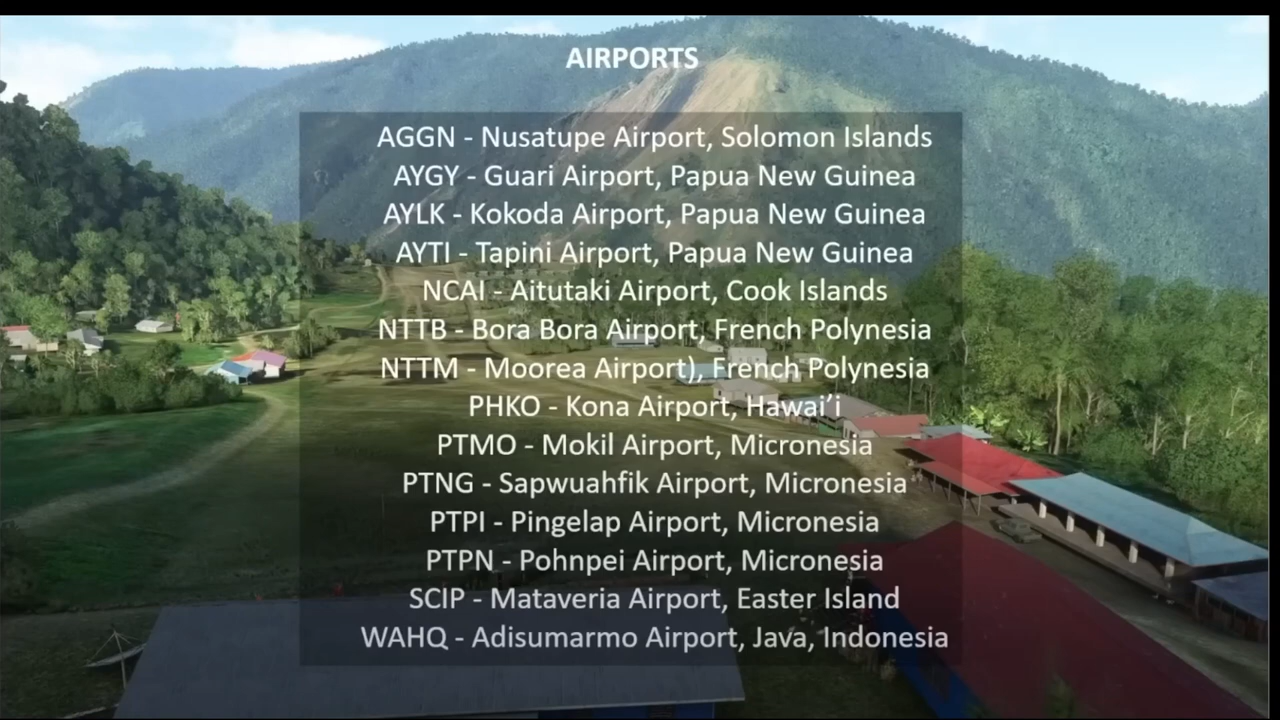 AIRPORTS
AGGN - Nusatupe Airport, Solomon Islands
AYGY - Guari Airport, Papua New Guinea
AYLK - Kokoda Airport, Papua New Guinea
AYTI - Tapini Airport, Papua New Guinea
NCAI - Aitutaki Airport, Cook Islands
NTTB - Bora Bora Airport, French Polynesia
NTTM - Moorea Airport), French Polynesia
PHKO - Kona Airport, Hawai’i
PTMO - Mokil Airport, Micronesia
PTNG - Sapwuahfik Airport, Micronesia
PTPI - Pingelap Airport, Micronesia
PTPN - Pohnpei Airport, Micronesia
SCIP - Mataveria Airport, Easter Island
WAHQ - Adisumarmo Airport, Java, Indonesia